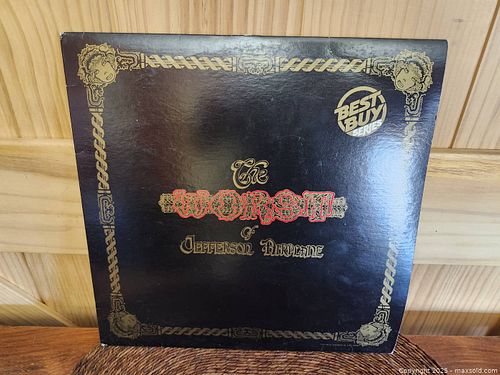 BEST
BUY
SERIES
The
WORST
of
JEFFERSON AIRPLANE
© copyright 2025 - maxsold.com